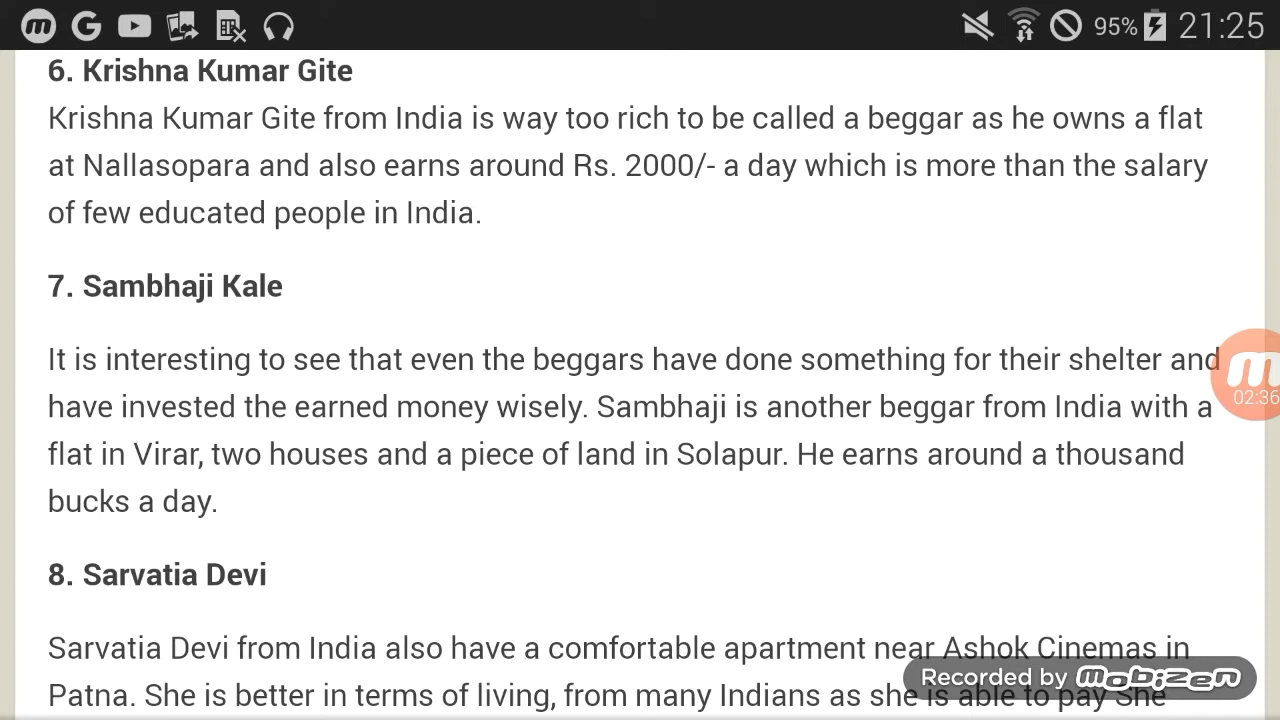 95% 21:25
6. Krishna Kumar Gite
Krishna Kumar Gite from India is way too rich to be called a beggar as he owns a flat
at Nallasopara and also earns around Rs. 2000/- a day which is more than the salary
of few educated people in India.
7. Sambhaji Kale
It is interesting to see that even the beggars have done something for their shelter and
have invested the earned money wisely. Sambhaji is another beggar from India with a
flat in Virar, two houses and a piece of land in Solapur. He earns around a thousand
bucks a day.
02:36
8. Sarvatia Devi
Sarvatia Devi from India also have a comfortable apartment near Ashok Cinemas in
Patna. She is better in terms of living, from many Indians as she is able to pay She
Recorded by mobizen